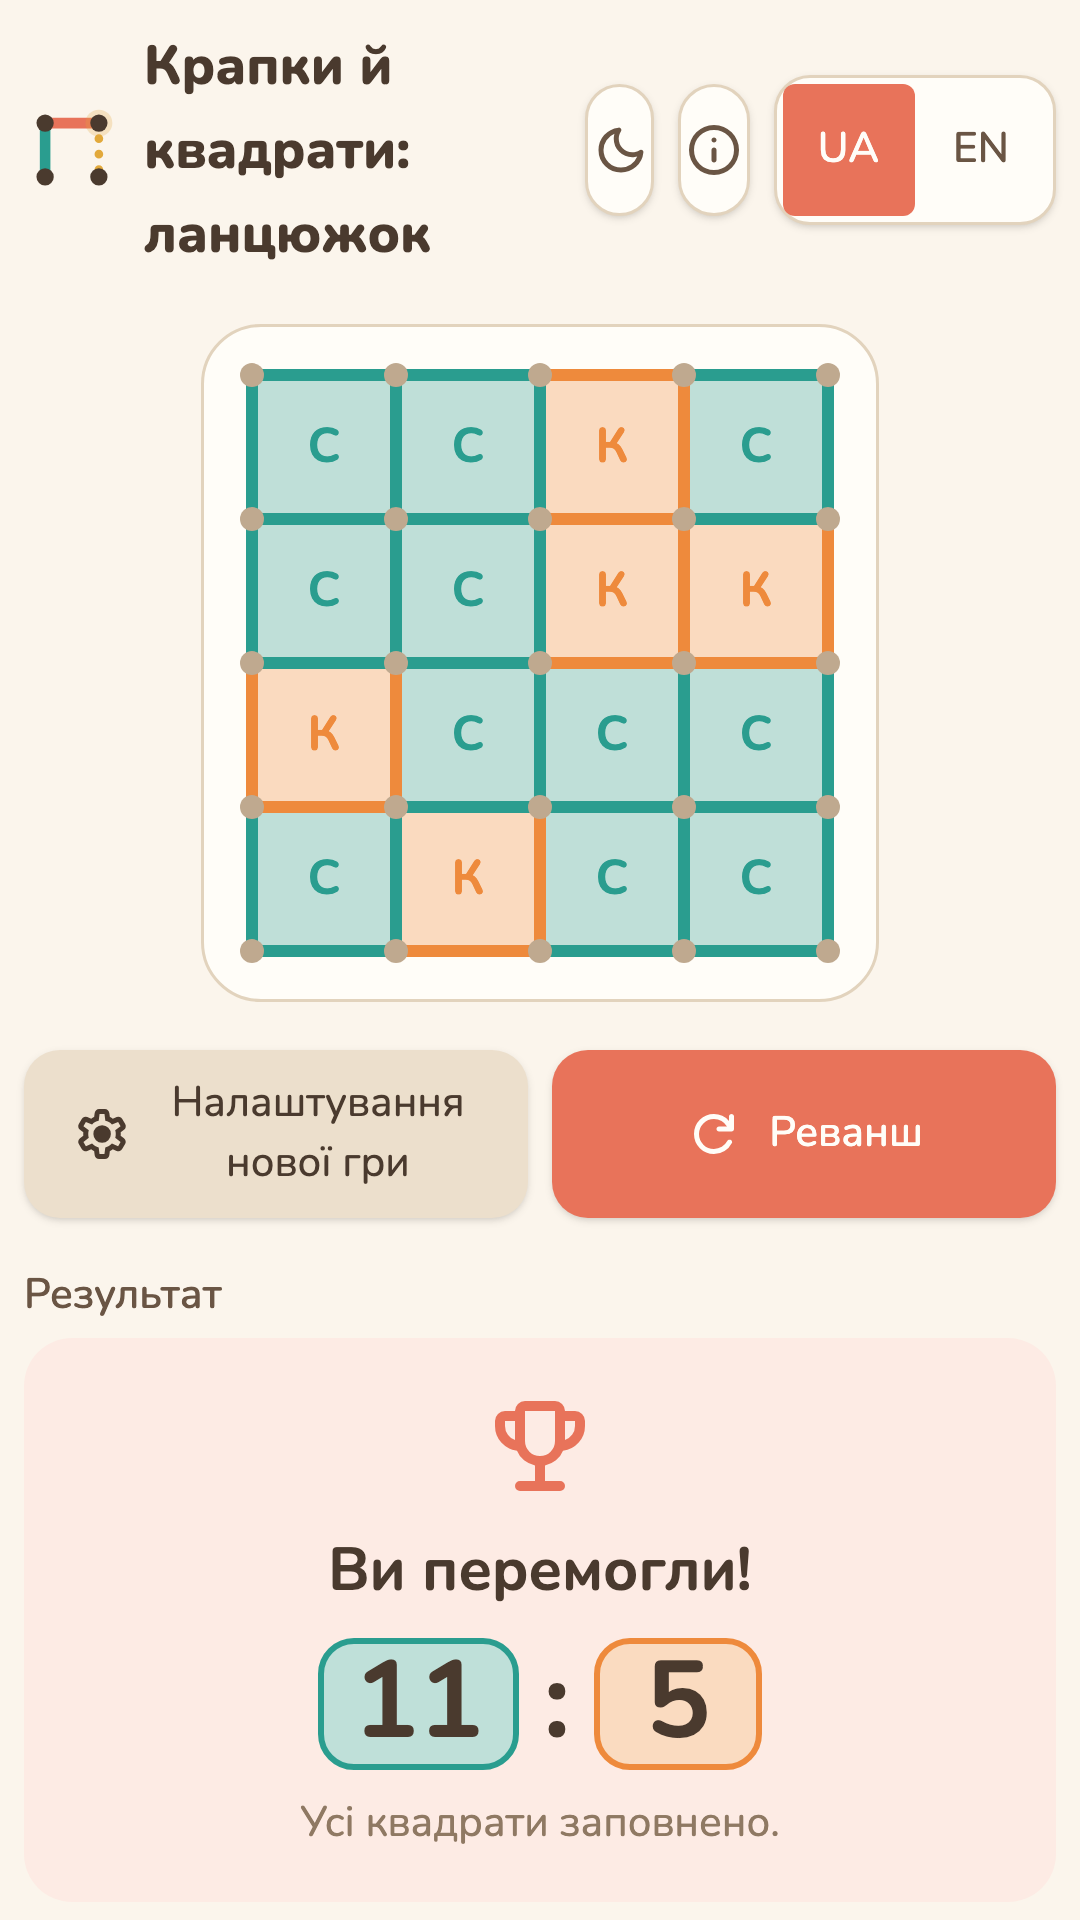 Крапки й
квадрати:
ланцюжок
UA EN
С С К С
С С К К
К С С С
С К С С
Налаштування
нової гри
Реванш
Результат
Ви перемогли!
11 : 5
Усі квадрати заповнено.